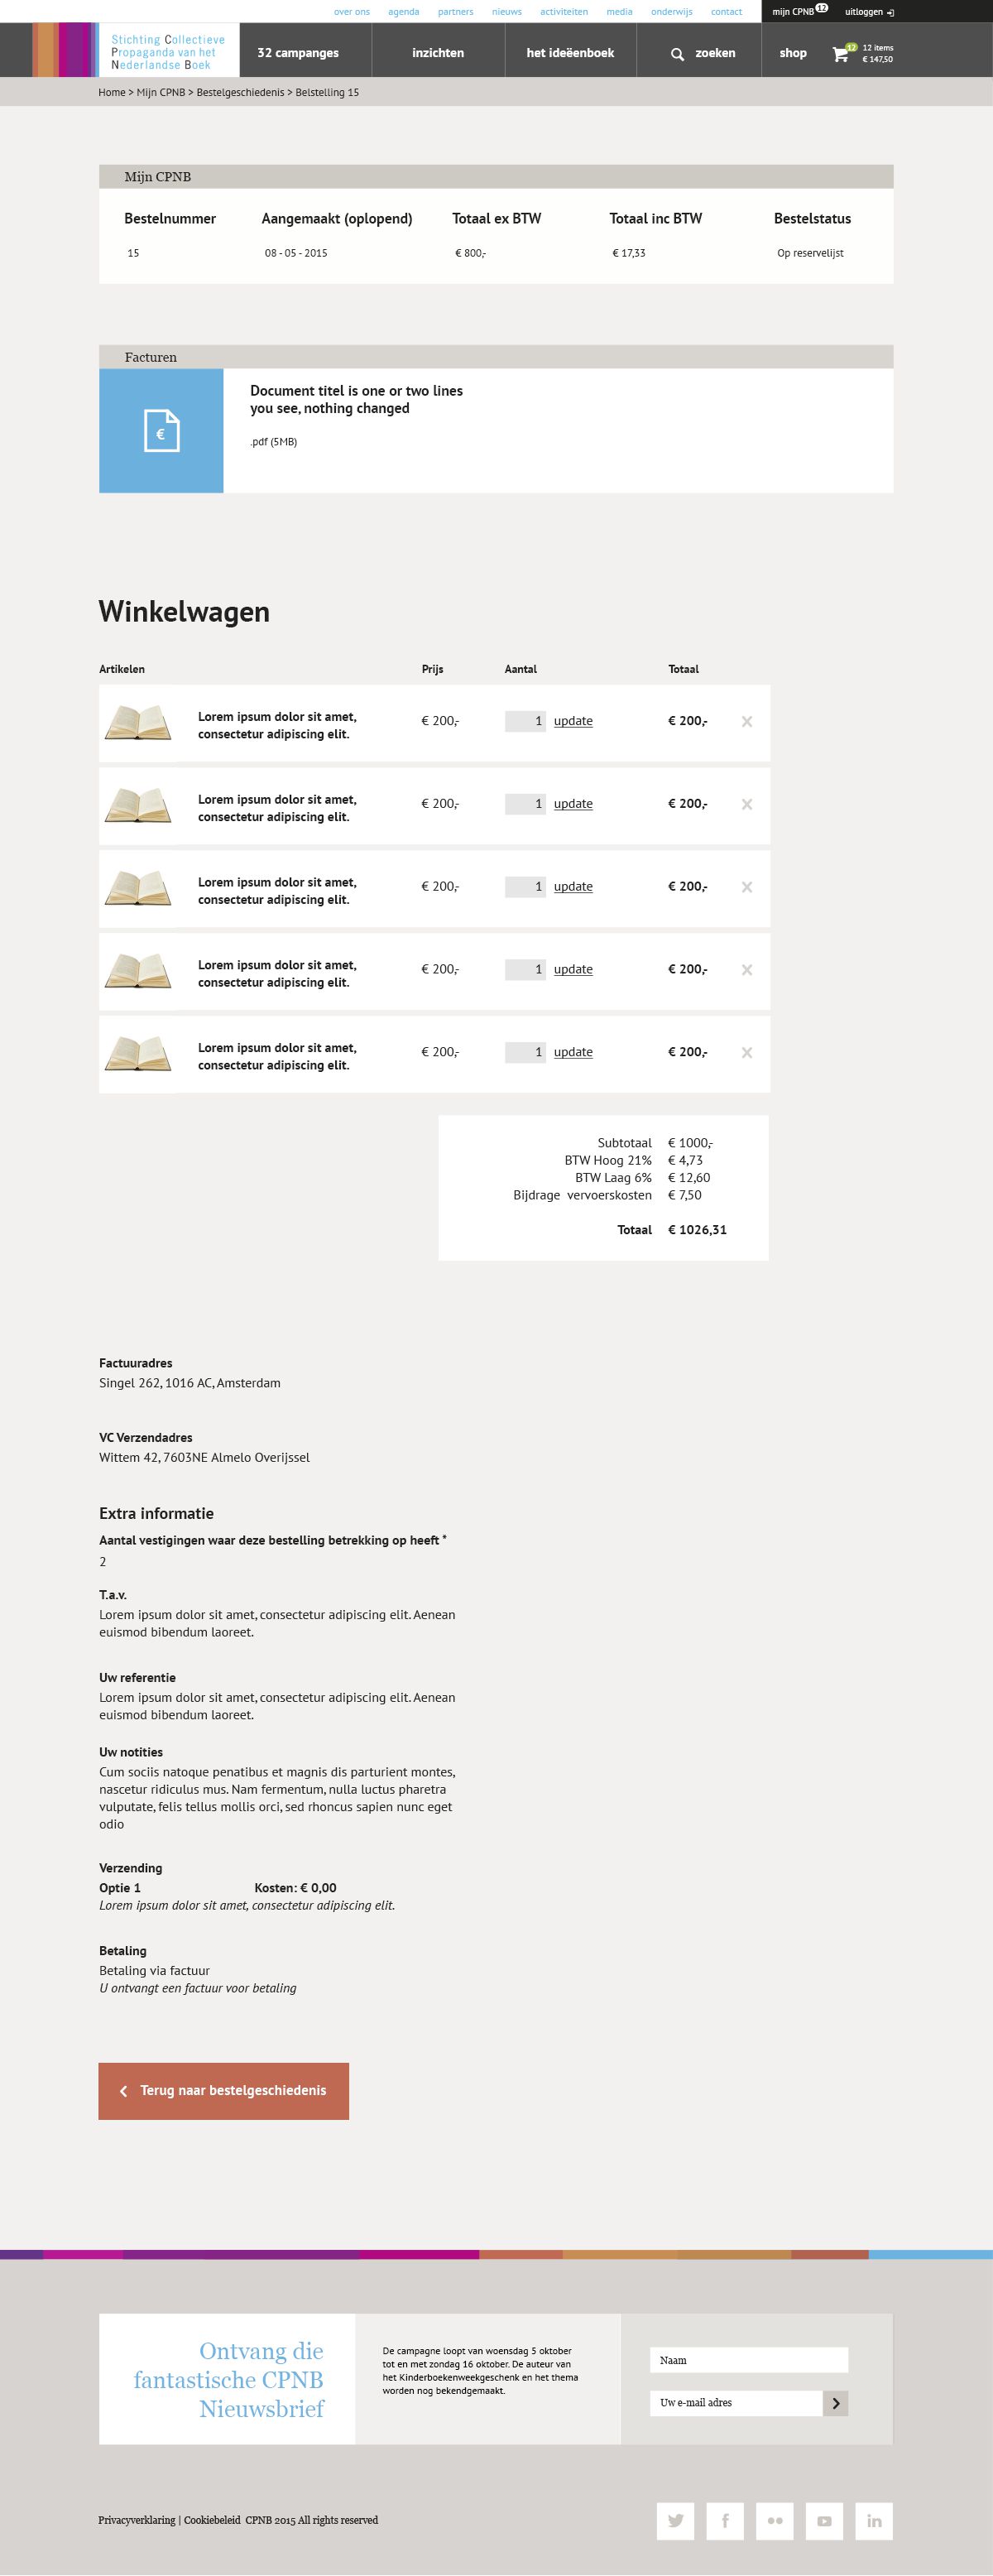 over ons agenda partners nieuws activiteiten media onderwijs contact mijn CPNB 12 uitloggen
Stichting Collectieve
Propaganda van het
Nederlandse Boek
32 campanges inzichten het ideëenboek zoeken shop 12 12 items
€ 147,50
Home > Mijn CPNB > Bestelgeschiedenis > Belstelling 15
Mijn CPNB
Bestelnummer Aangemaakt (oplopend) Totaal ex BTW Totaal inc BTW Bestelstatus
15 08 - 05 - 2015 € 800,- € 17,33 Op reservelijst
Facturen
€
Document titel is one or two lines
you see, nothing changed
.pdf (5MB)
Winkelwagen
Artikelen Prijs Aantal Totaal
Lorem ipsum dolor sit amet,
consectetur adipiscing elit.
€ 200,- 1 update € 200,-
Lorem ipsum dolor sit amet,
consectetur adipiscing elit.
€ 200,- 1 update € 200,-
Lorem ipsum dolor sit amet,
consectetur adipiscing elit.
€ 200,- 1 update € 200,-
Lorem ipsum dolor sit amet,
consectetur adipiscing elit.
€ 200,- 1 update € 200,-
Lorem ipsum dolor sit amet,
consectetur adipiscing elit.
€ 200,- 1 update € 200,-
Subtotaal € 1000,-
BTW Hoog 21% € 4,73
BTW Laag 6% € 12,60
Bijdrage vervoerskosten € 7,50
Totaal € 1026,31
Factuuradres
Singel 262, 1016 AC, Amsterdam
VC Verzendadres
Wittem 42, 7603NE Almelo Overijssel
Extra informatie
Aantal vestigingen waar deze bestelling betrekking op heeft *
2
T.a.v.
Lorem ipsum dolor sit amet, consectetur adipiscing elit. Aenean
euismod bibendum laoreet.
Uw referentie
Lorem ipsum dolor sit amet, consectetur adipiscing elit. Aenean
euismod bibendum laoreet.
Uw notities
Cum sociis natoque penatibus et magnis dis parturient montes,
nascetur ridiculus mus. Nam fermentum, nulla luctus pharetra
vulputate, felis tellus mollis orci, sed rhoncus sapien nunc eget
odio
Verzending
Optie 1 Kosten: € 0,00
Lorem ipsum dolor sit amet, consectetur adipiscing elit.
Betaling
Betaling via factuur
U ontvangt een factuur voor betaling
Terug naar bestelgeschiedenis
Ontvang die
fantastische CPNB
Nieuwsbrief
De campagne loopt van woensdag 5 oktober
tot en met zondag 16 oktober. De auteur van
het Kinderboekenweekgeschenk en het thema
worden nog bekendgemaakt.
Naam
Uw e-mail adres
Privacyverklaring | Cookiebeleid CPNB 2015 All rights reserved